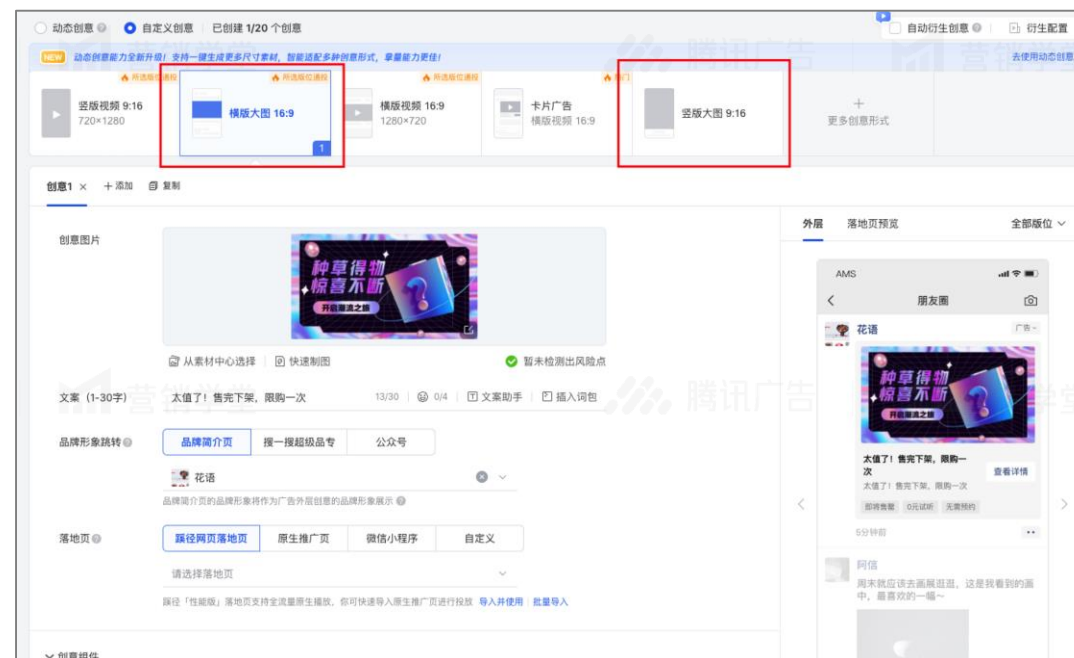 动态创意 自定义创意 已创建 1/20 个创意 自动衍生创意 衍生配置
NEW 动态创意能力全新升级! 支持一键生成更多尺寸素材, 智能适配多种创意形式, 掌量能力更佳! 去使用动态创意
所选版位通投 所选版位通投 所选版位通投 热门
竖版视频 9:16
720×1280
横版大图 16:9
1
横版视频 16:9
1280×720
卡片广告
横版视频 16:9
竖版大图 9:16
更多创意形式
创意1 × + 添加 复制
外层 落地页预览 全部版位
创意图片
种草得物
惊喜不断
开启潮流之旅
从素材中心选择 快速制图 暂未检测出风险点
文案 (1-30字) 太值了! 售完下架, 限购一次 13/30 0/4 文案助手 插入词包
品牌形象跳转 品牌简介页 搜一搜超级品专 公众号
花语
品牌简介页的品牌形象将作为广告外层创意的品牌形象展示
落地页 蹊径网页落地页 原生推广页 微信小程序 自定义
请选择落地页
蹊径「性能版」落地页支持全流量原生播放, 你可快速导入原生推广页进行投放 导入并使用 批量导入
创意组件
AMS
朋友圈
花语 广告
种草得物
惊喜不断
开启潮流之旅
太值了! 售完下架, 限购一
次
太值了! 售完下架, 限购一次
查看详情
即将售罄 0元试听 无需预约
5分钟前
阿信
周末就应该去画展逛逛, 这是我看到的画
中, 最喜欢的一幅~
营销学堂 腾讯广告